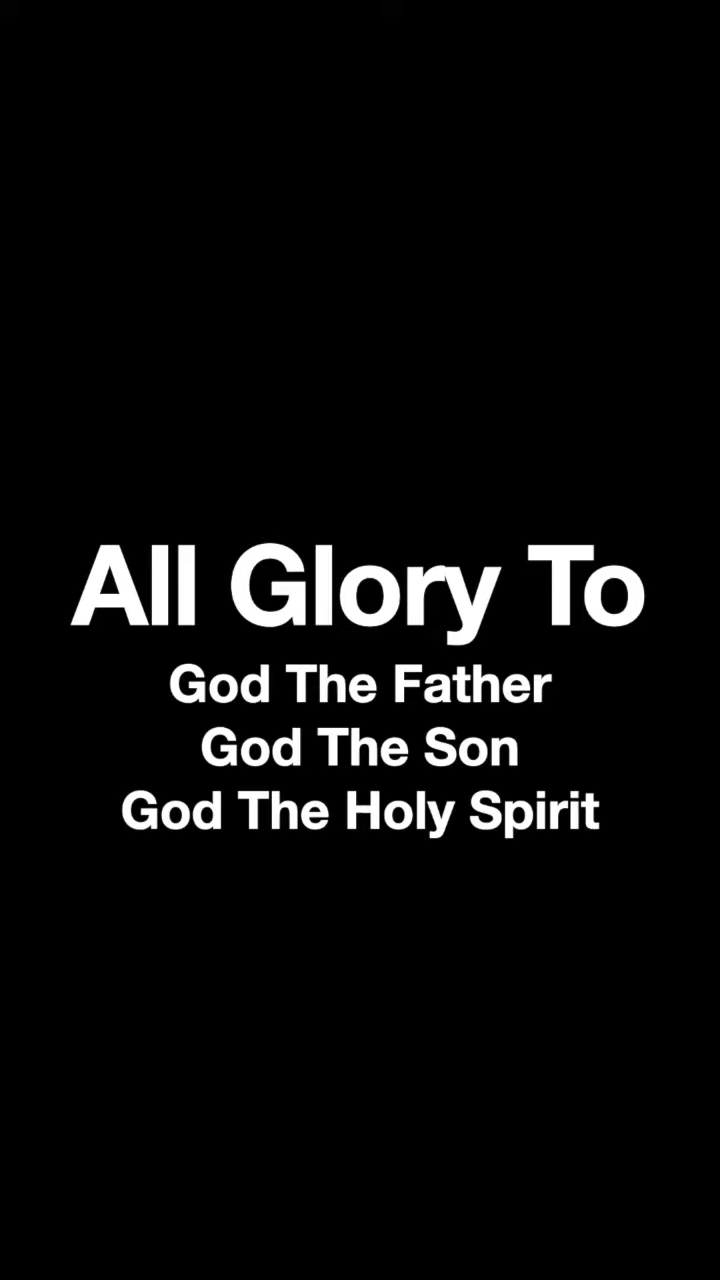 All Glory To
God The Father
God The Son
God The Holy Spirit